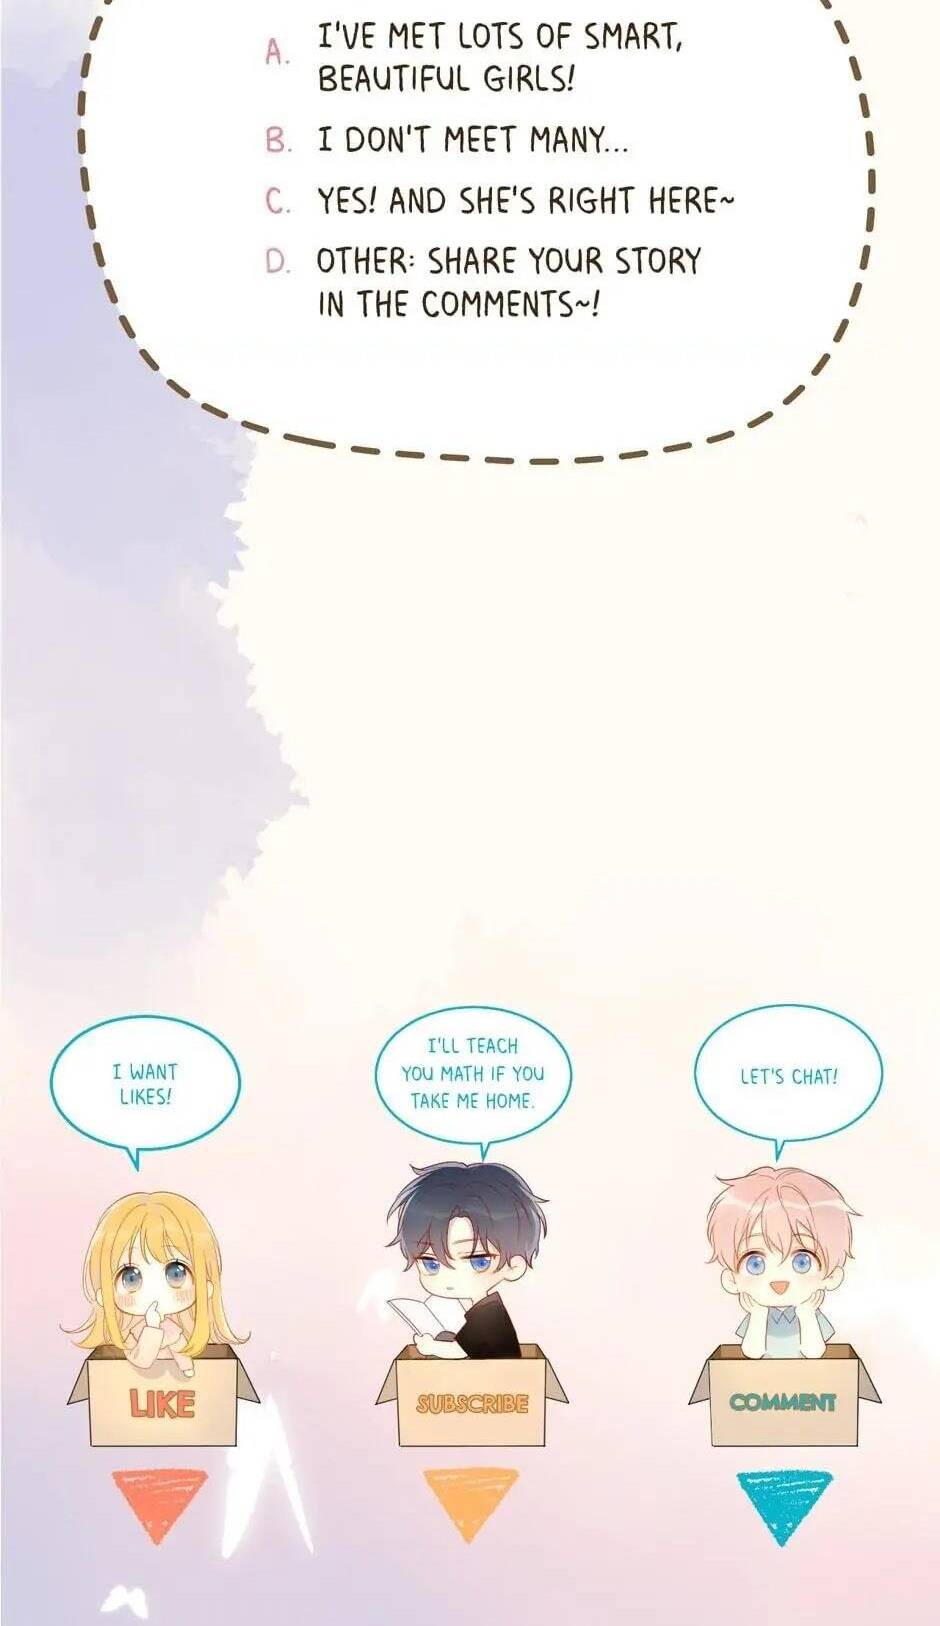 A. I'VE MET LOTS OF SMART,
BEAUTIFUL GIRLS!
B. I DON'T MEET MANY...
C. YES! AND SHE'S RIGHT HERE~
D. OTHER: SHARE YOUR STORY
IN THE COMMENTS~!
I WANT
LIKES!
I'LL TEACH
YOU MATH IF YOU
TAKE ME HOME.
LET'S CHAT!
LIKE
SUBSCRIBE
COMMENT